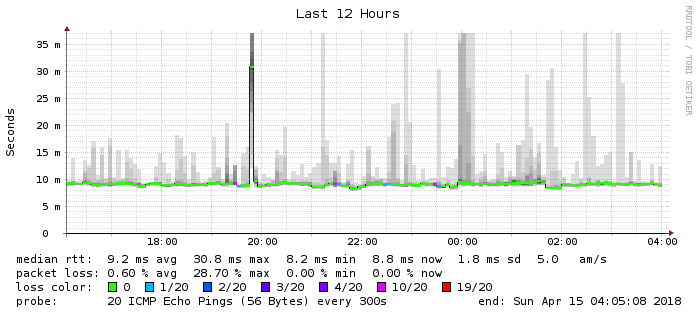 Last 12 Hours
RRDTOOL / TOBI OETIKER
Seconds
35 m
30 m
25 m
20 m
15 m
10 m
5 m
0
18:00 20:00 22:00 00:00 02:00 04:00
median rtt: 9.2 ms avg 30.8 ms max 8.2 ms min 8.8 ms now 1.8 ms sd 5.0 am/s
packet loss: 0.60 % avg 28.70 % max 0.00 % min 0.00 % now
loss color: 0 1/20 2/20 3/20 4/20 10/20 19/20
probe: 20 ICMP Echo Pings (56 Bytes) every 300s end: Sun Apr 15 04:05:08 2018